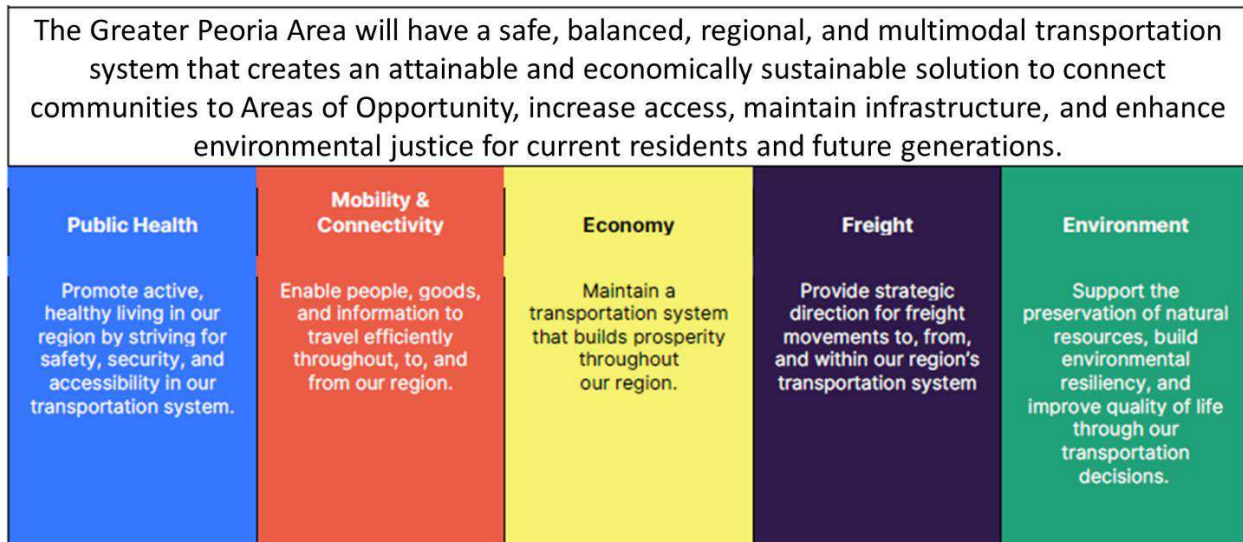 The Greater Peoria Area will have a safe, balanced, regional, and multimodal transportation
system that creates an attainable and economically sustainable solution to connect
communities to Areas of Opportunity, increase access, maintain infrastructure, and enhance
environmental justice for current residents and future generations.
Public Health
Promote active,
healthy living in our
region by striving for
safety, security, and
accessibility in our
transportation system.
Mobility &
Connectivity
Enable people, goods,
and information to
travel efficiently
throughout, to, and
from our region.
Economy
Maintain a
transportation system
that builds prosperity
throughout
our region.
Freight
Provide strategic
direction for freight
movements to, from,
and within our region's
transportation system
Environment
Support the
preservation of natural
resources, build
environmental
resiliency, and
improve quality of life
through our
transportation
decisions.